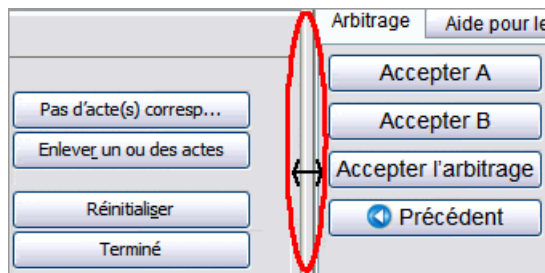 Arbitrage
Aide pour le
Accepter A
Pas d'acte(s) corresp...
Accepter B
Enlever un ou des actes
Accepter l'arbitrage
Réinitialiser
Précédent
Terminé